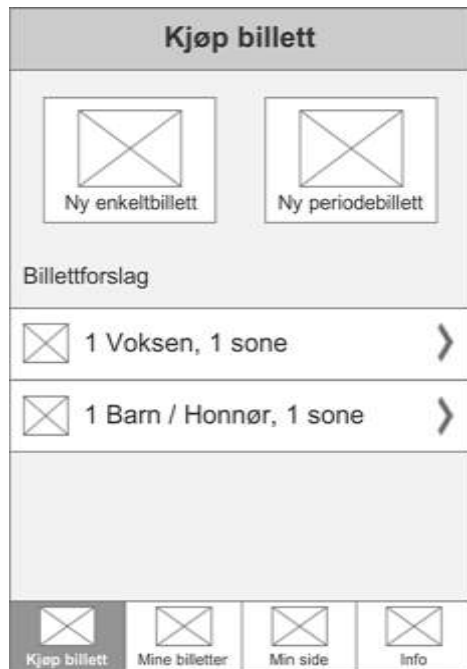 Kjøp billett
Ny enkeltbillett
Ny periodebillett
Billettforslag
1 Voksen, 1 sone
1 Barn / Honnør, 1 sone
Kjøp billett
Mine billetter
Min side
Info